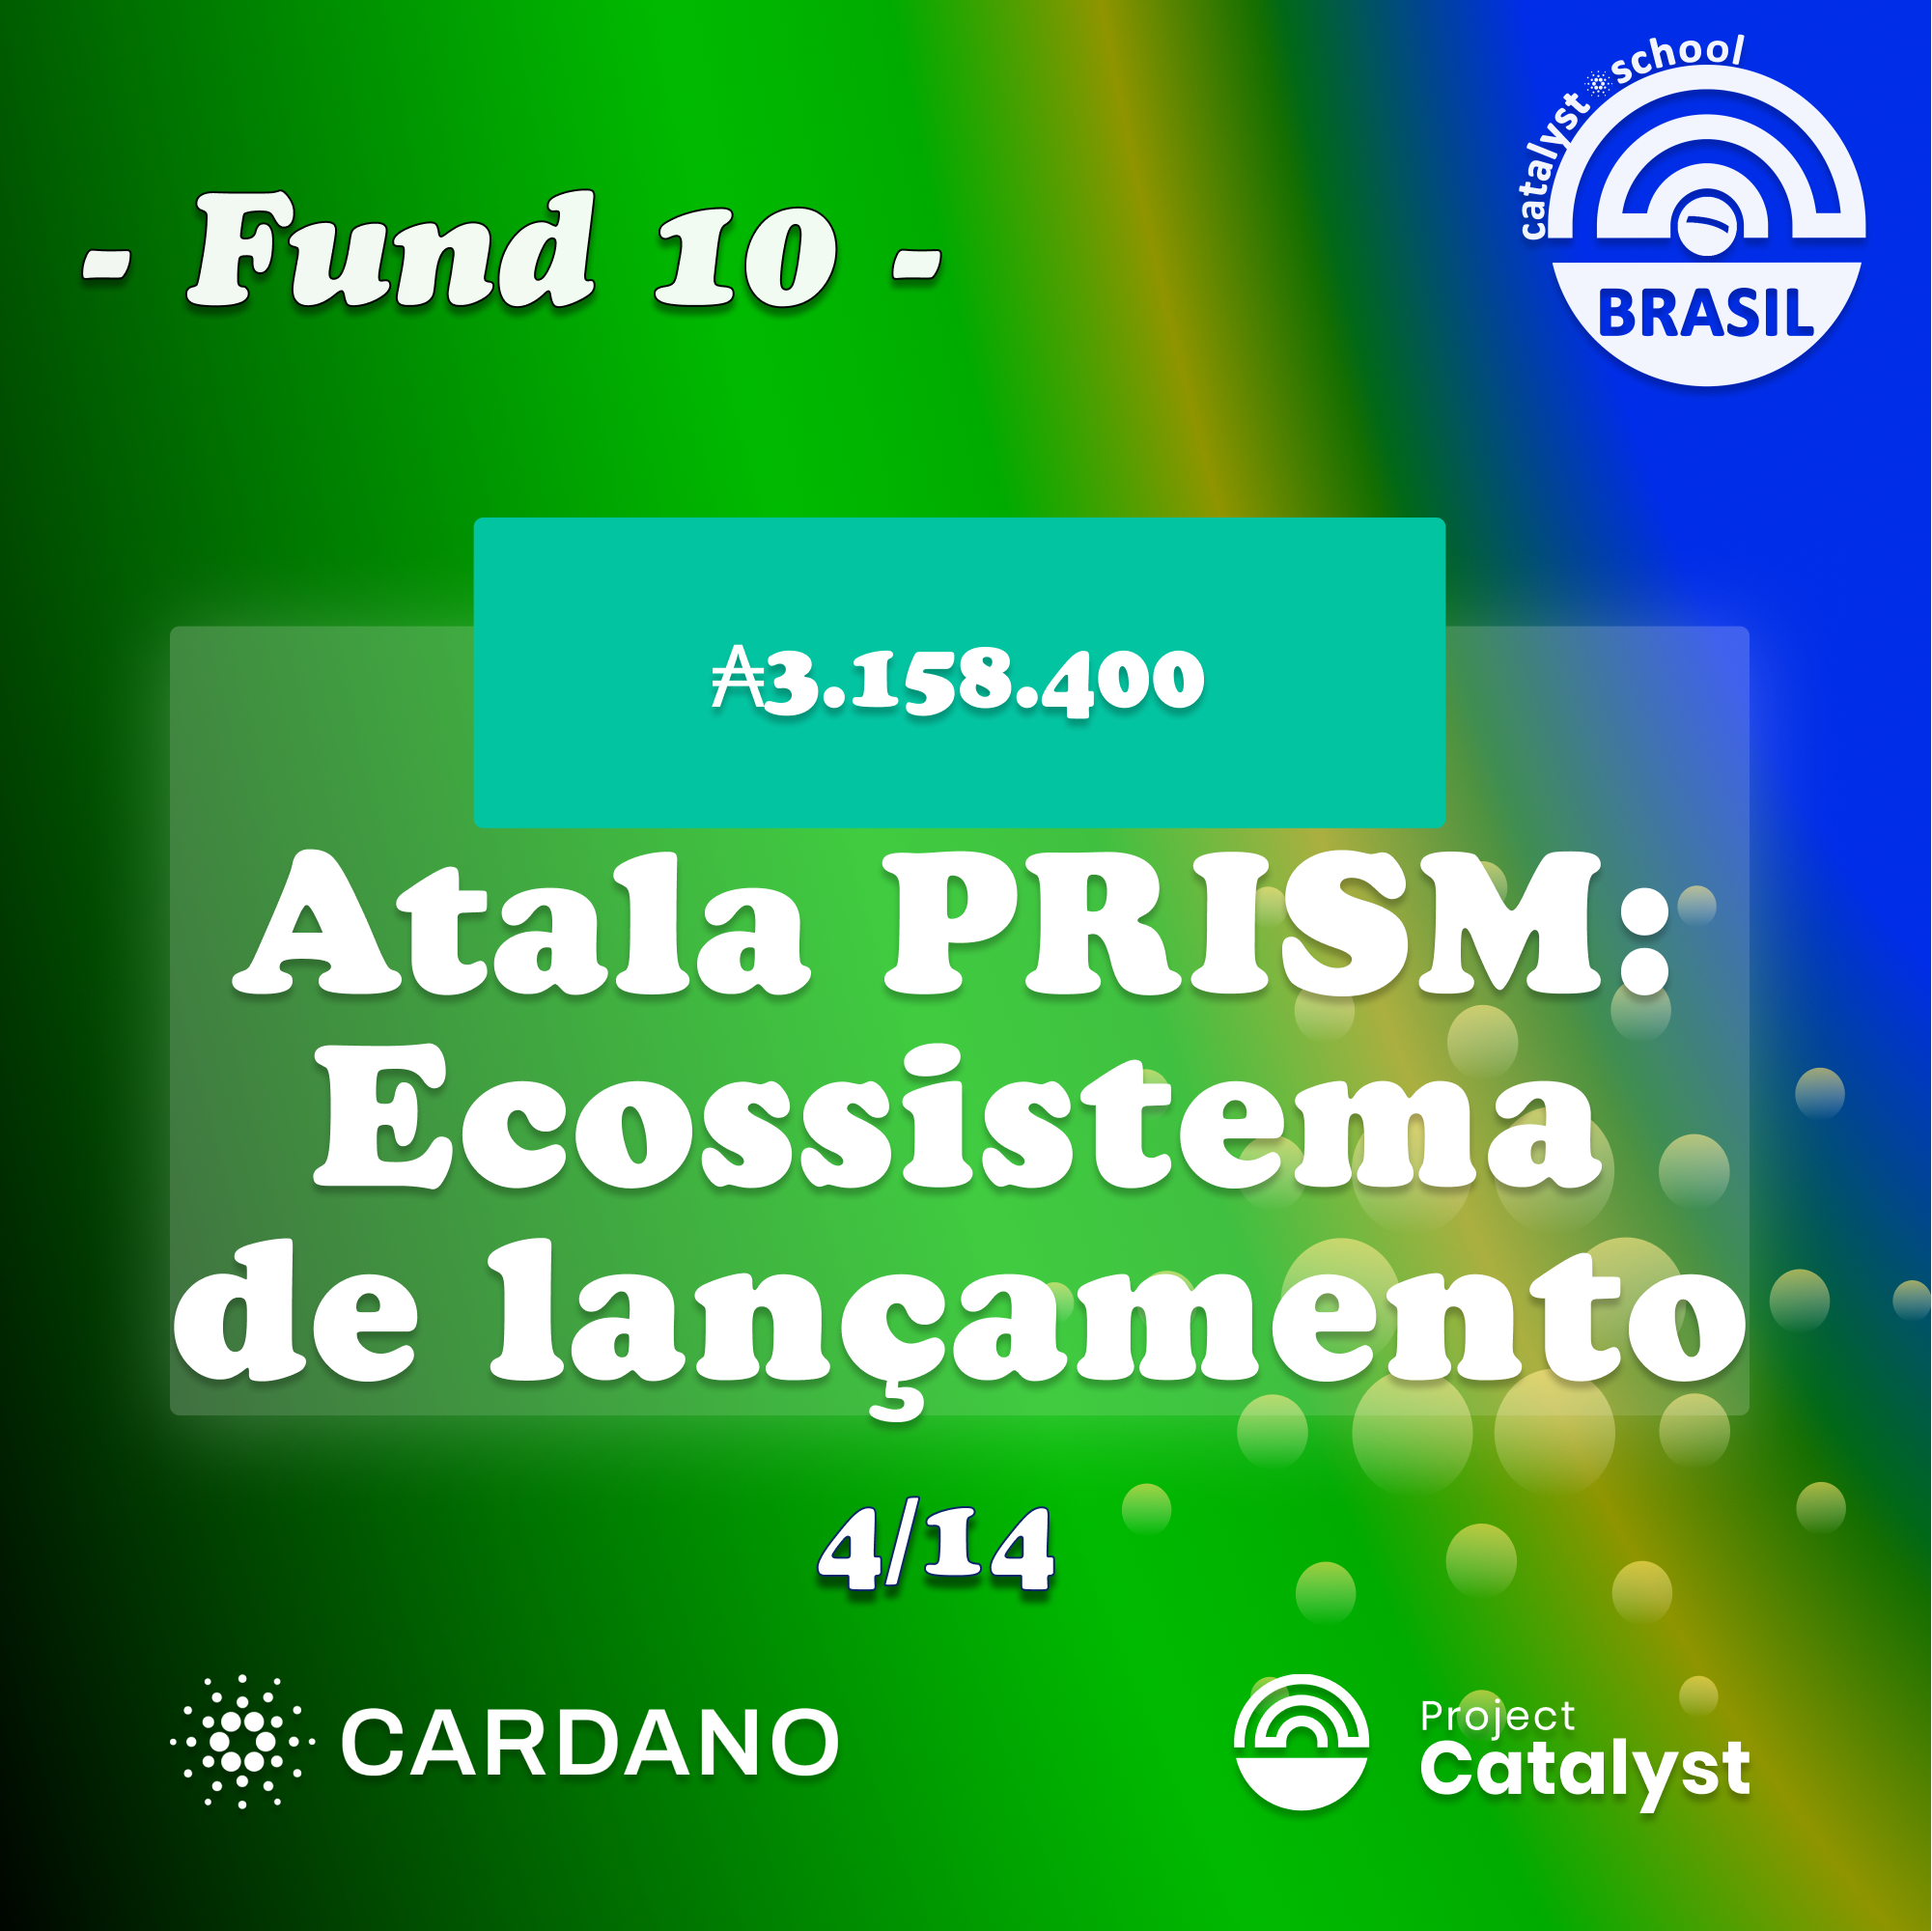 catalyst school
BRASIL
- Fund 10 -
₳3.158.400
Atala PRISM:
Ecossistema
de lançamento
4/14
CARDANO
Project
Catalyst